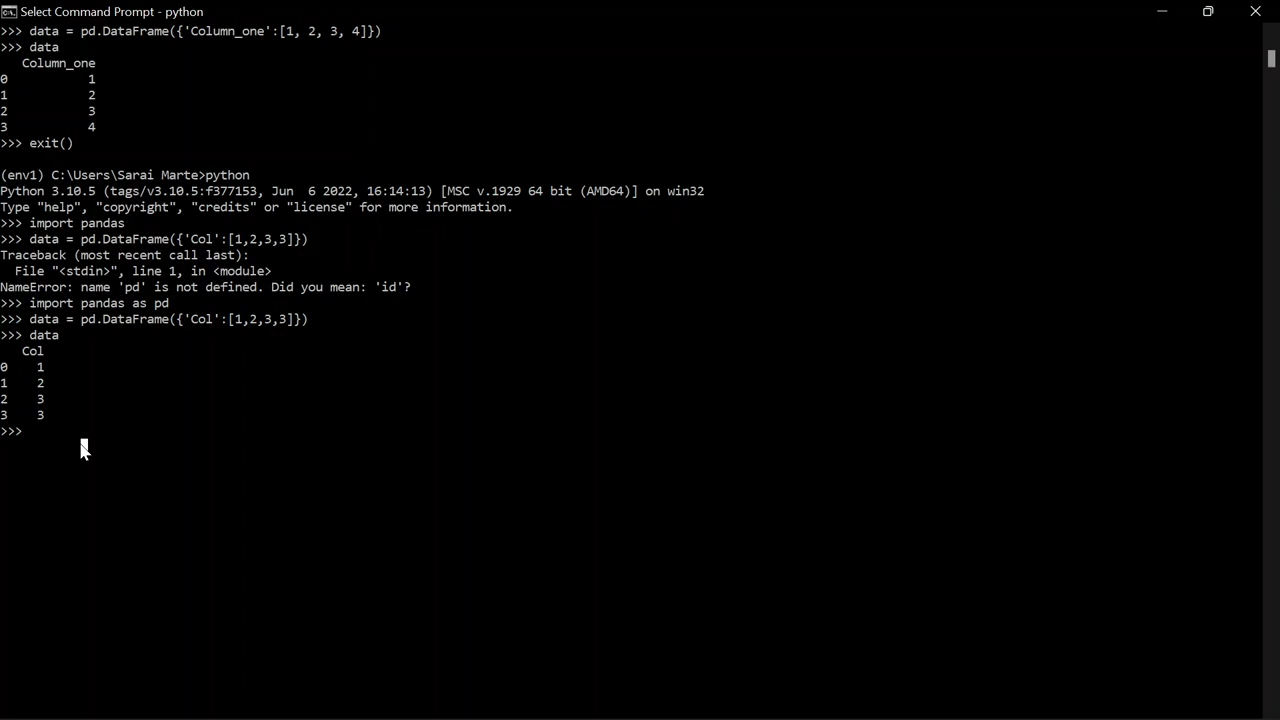 Select Command Prompt - python
>>> data = pd.DataFrame({'Column_one':[1, 2, 3, 4]})
>>> data
   Column_one
0           1
1           2
2           3
3           4
>>> exit()
(env1) C:\Users\Sarai Marte>python
Python 3.10.5 (tags/v3.10.5:f377153, Jun  6 2022, 16:14:13) [MSC v.1929 64 bit (AMD64)] on win32
Type "help", "copyright", "credits" or "license" for more information.
>>> import pandas
>>> data = pd.DataFrame({'Col':[1,2,3,3]})
Traceback (most recent call last):
  File "<stdin>", line 1, in <module>
NameError: name 'pd' is not defined. Did you mean: 'id'?
>>> import pandas as pd
>>> data = pd.DataFrame({'Col':[1,2,3,3]})
>>> data
   Col
0    1
1    2
2    3
3    3
>>>